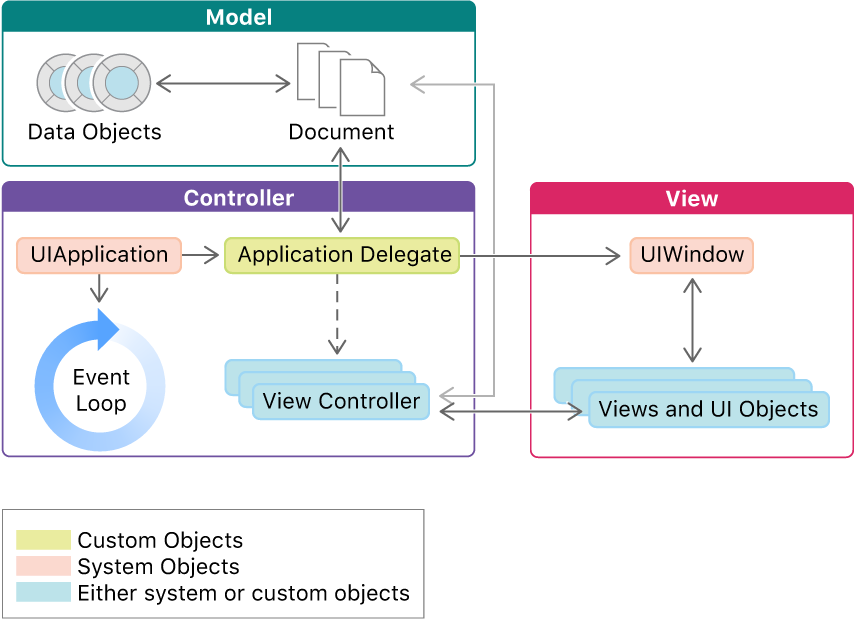 Model
Data Objects
Document
Controller
UIApplication
Application Delegate
Event
Loop
View Controller
View
UIWindow
Views and UI Objects
Custom Objects
System Objects
Either system or custom objects